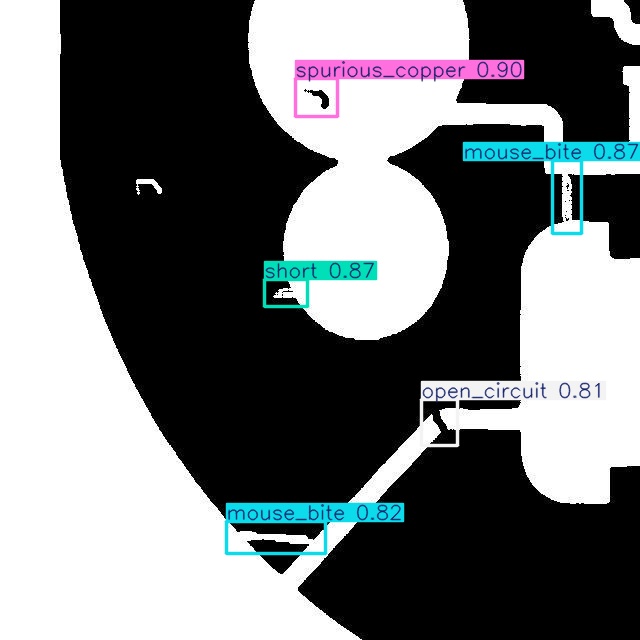 spurious_copper 0.90
mouse_bite 0.87
short 0.87
open_circuit 0.81
mouse_bite 0.82